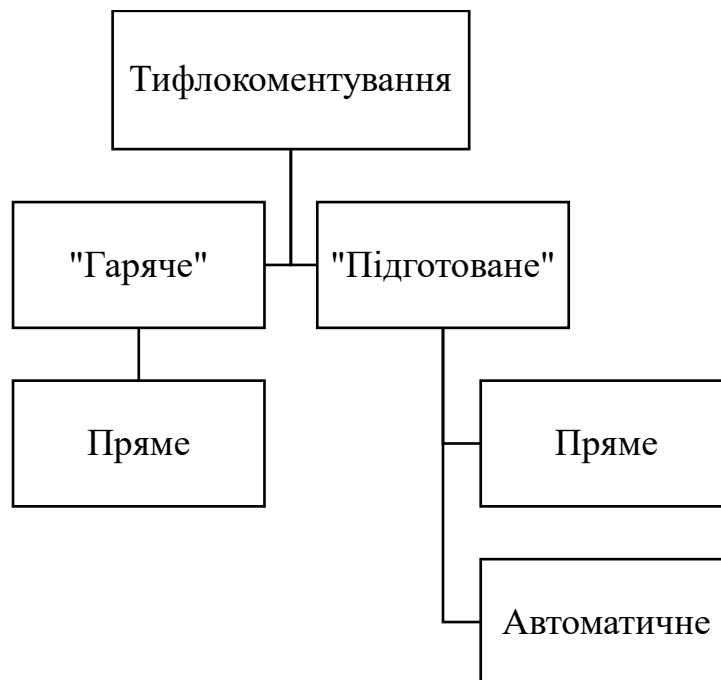 Тифлокоментування
"Гаряче"
"Підготоване"
Пряме
Пряме
Автоматичне